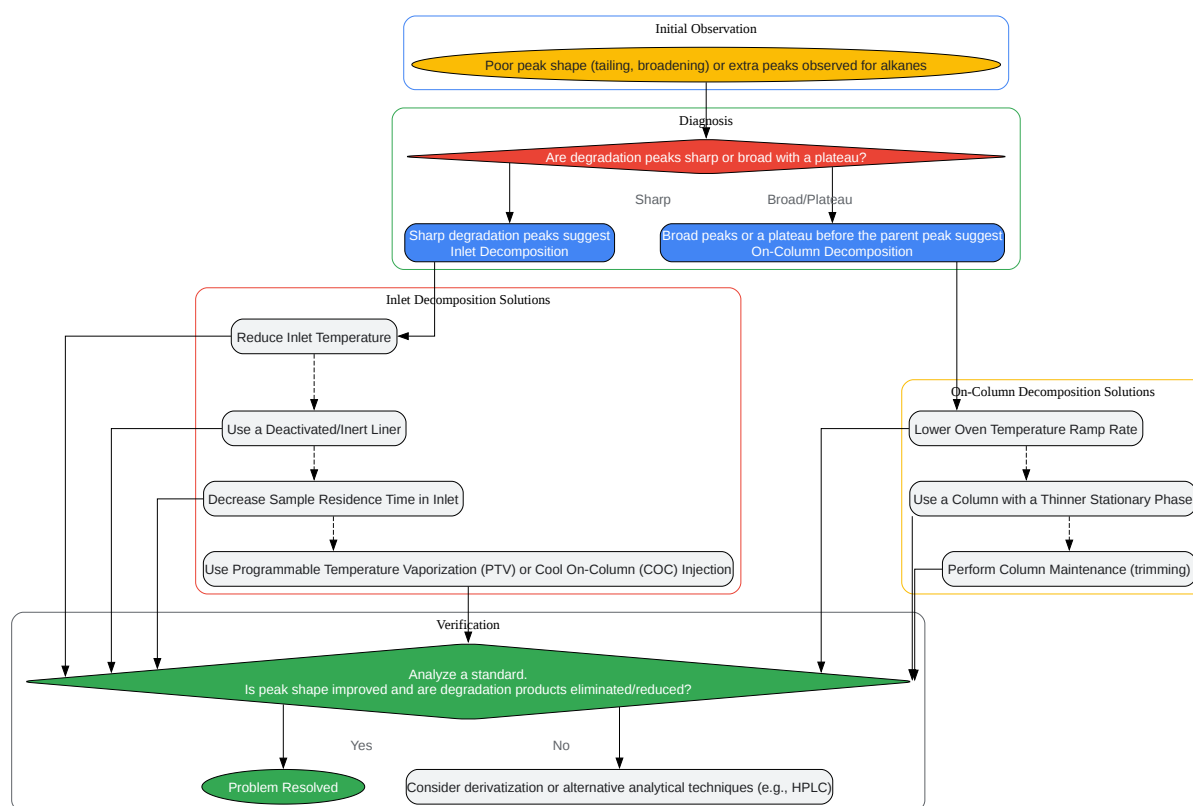 Initial Observation
Poor peak shape (tailing, broadening) or extra peaks observed for alkanes
Diagnosis
Are degradation peaks sharp or broad with a plateau?
Sharp
Broad/Plateau
Sharp degradation peaks suggest
Inlet Decomposition
Broad peaks or a plateau before the parent peak suggest
On-Column Decomposition
Inlet Decomposition Solutions
Reduce Inlet Temperature
Use a Deactivated/Inert Liner
Decrease Sample Residence Time in Inlet
Use Programmable Temperature Vaporization (PTV) or Cool On-Column (COC) Injection
On-Column Decomposition Solutions
Lower Oven Temperature Ramp Rate
Use a Column with a Thinner Stationary Phase
Perform Column Maintenance (trimming)
Verification
Analyze a standard.
Is peak shape improved and are degradation products eliminated/reduced?
Yes
No
Problem Resolved
Consider derivatization or alternative analytical techniques (e.g., HPLC)